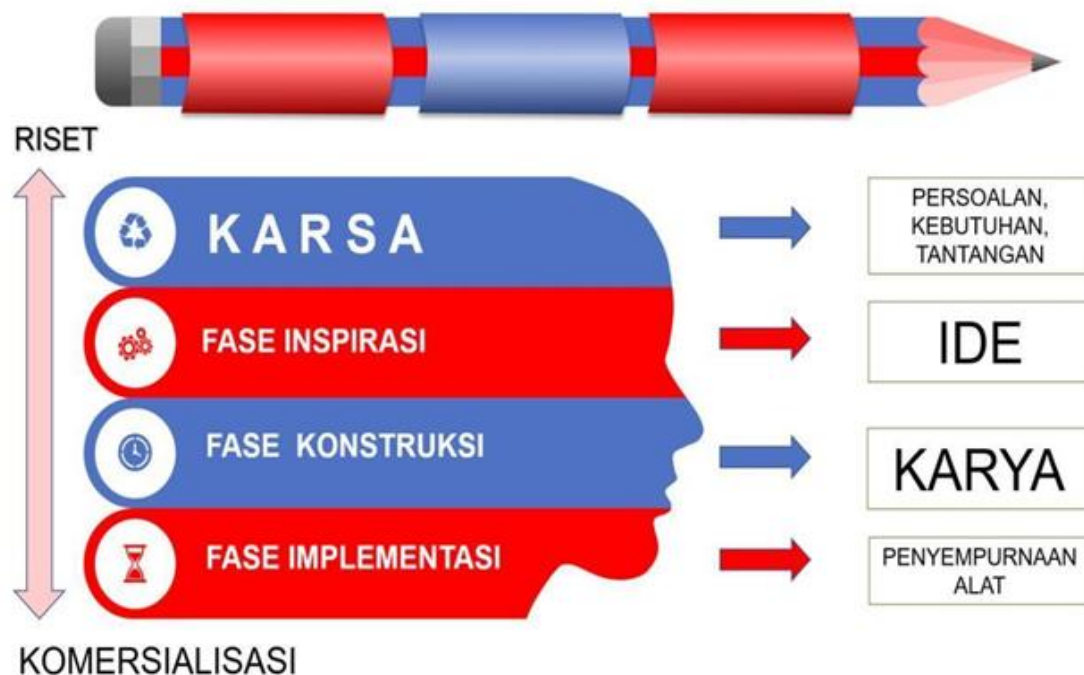 RISET
KARSA
PERSOALAN,
KEBUTUHAN,
TANTANGAN
FASE INSPIRASI
IDE
FASE KONSTRUKSI
KARYA
FASE IMPLEMENTASI
PENYEMPURNAAN
ALAT
KOMERSIALISASI